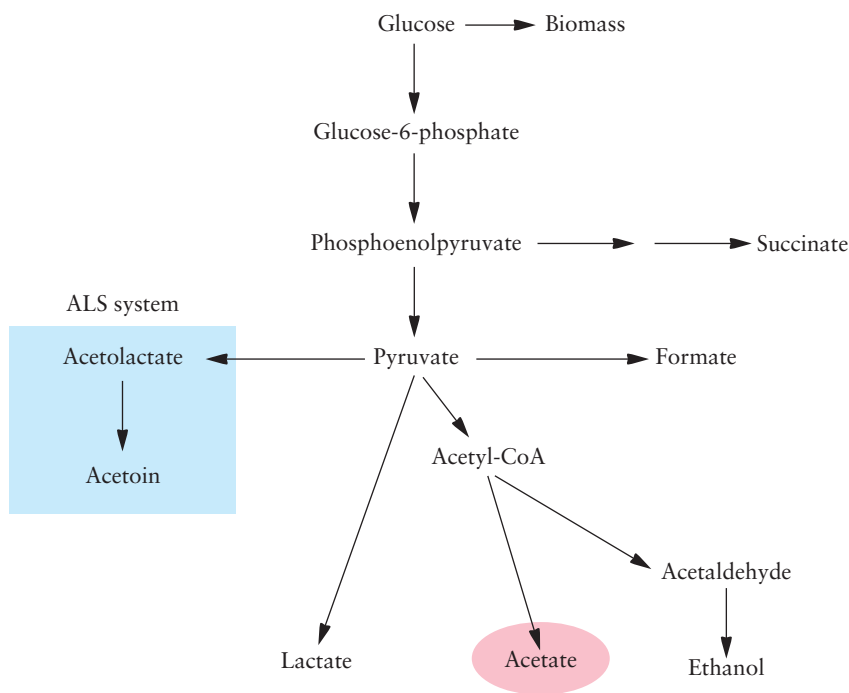 Glucose
Biomass
Glucose-6-phosphate
Phosphoenolpyruvate
Succinate
ALS system
Acetolactate
Pyruvate
Formate
Acetyl-CoA
Acetoin
Acetaldehyde
Lactate
Acetate
Ethanol